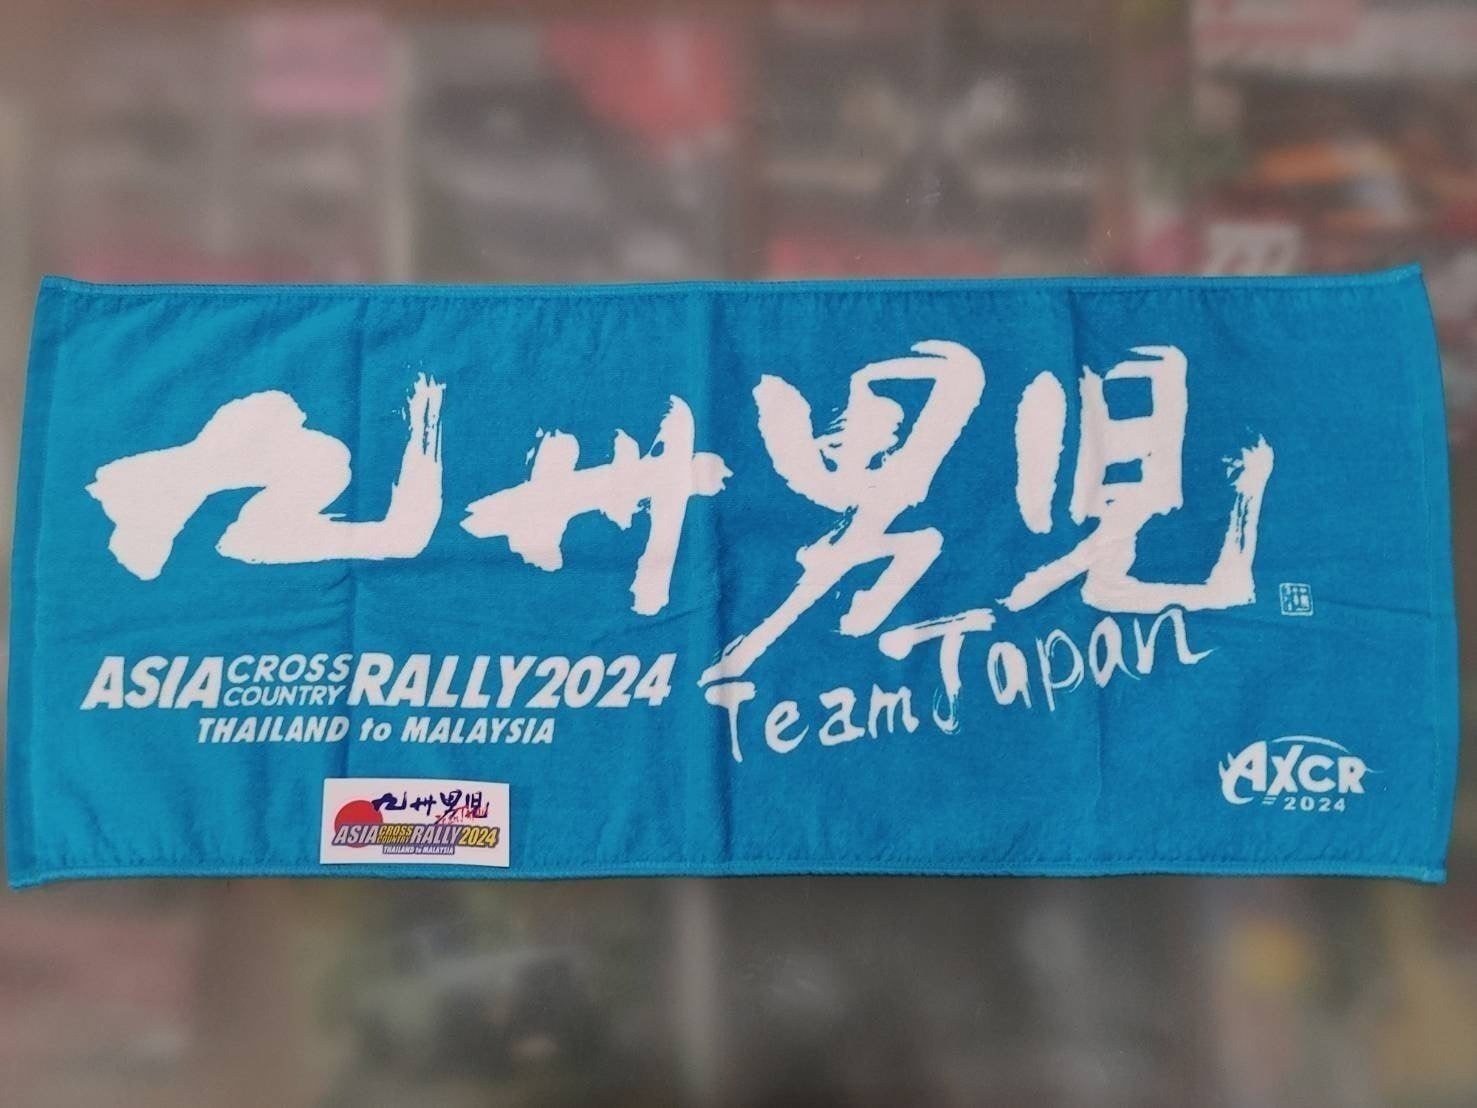 九州男児
Team Japan
ASIA CROSS COUNTRY RALLY 2024
THAILAND to MALAYSIA
AXCR
2024
九州男児
ASIA CROSS COUNTRY RALLY 2024
THAILAND to MALAYSIA